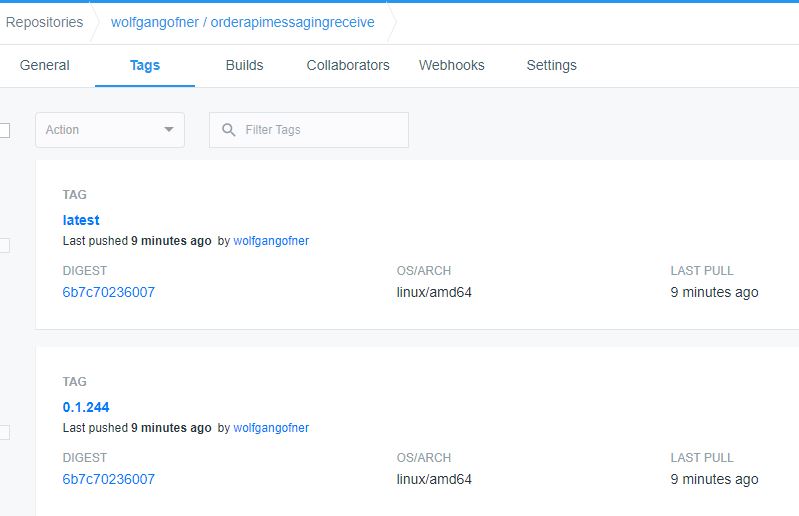 Repositories wolfgangofner / orderapimessagingreceive
General Tags Builds Collaborators Webhooks Settings
Action Filter Tags
TAG
latest
Last pushed 9 minutes ago by wolfgangofner
DIGEST OS/ARCH LAST PULL
6b7c70236007 linux/amd64 9 minutes ago
TAG
0.1.244
Last pushed 9 minutes ago by wolfgangofner
DIGEST OS/ARCH LAST PULL
6b7c70236007 linux/amd64 9 minutes ago